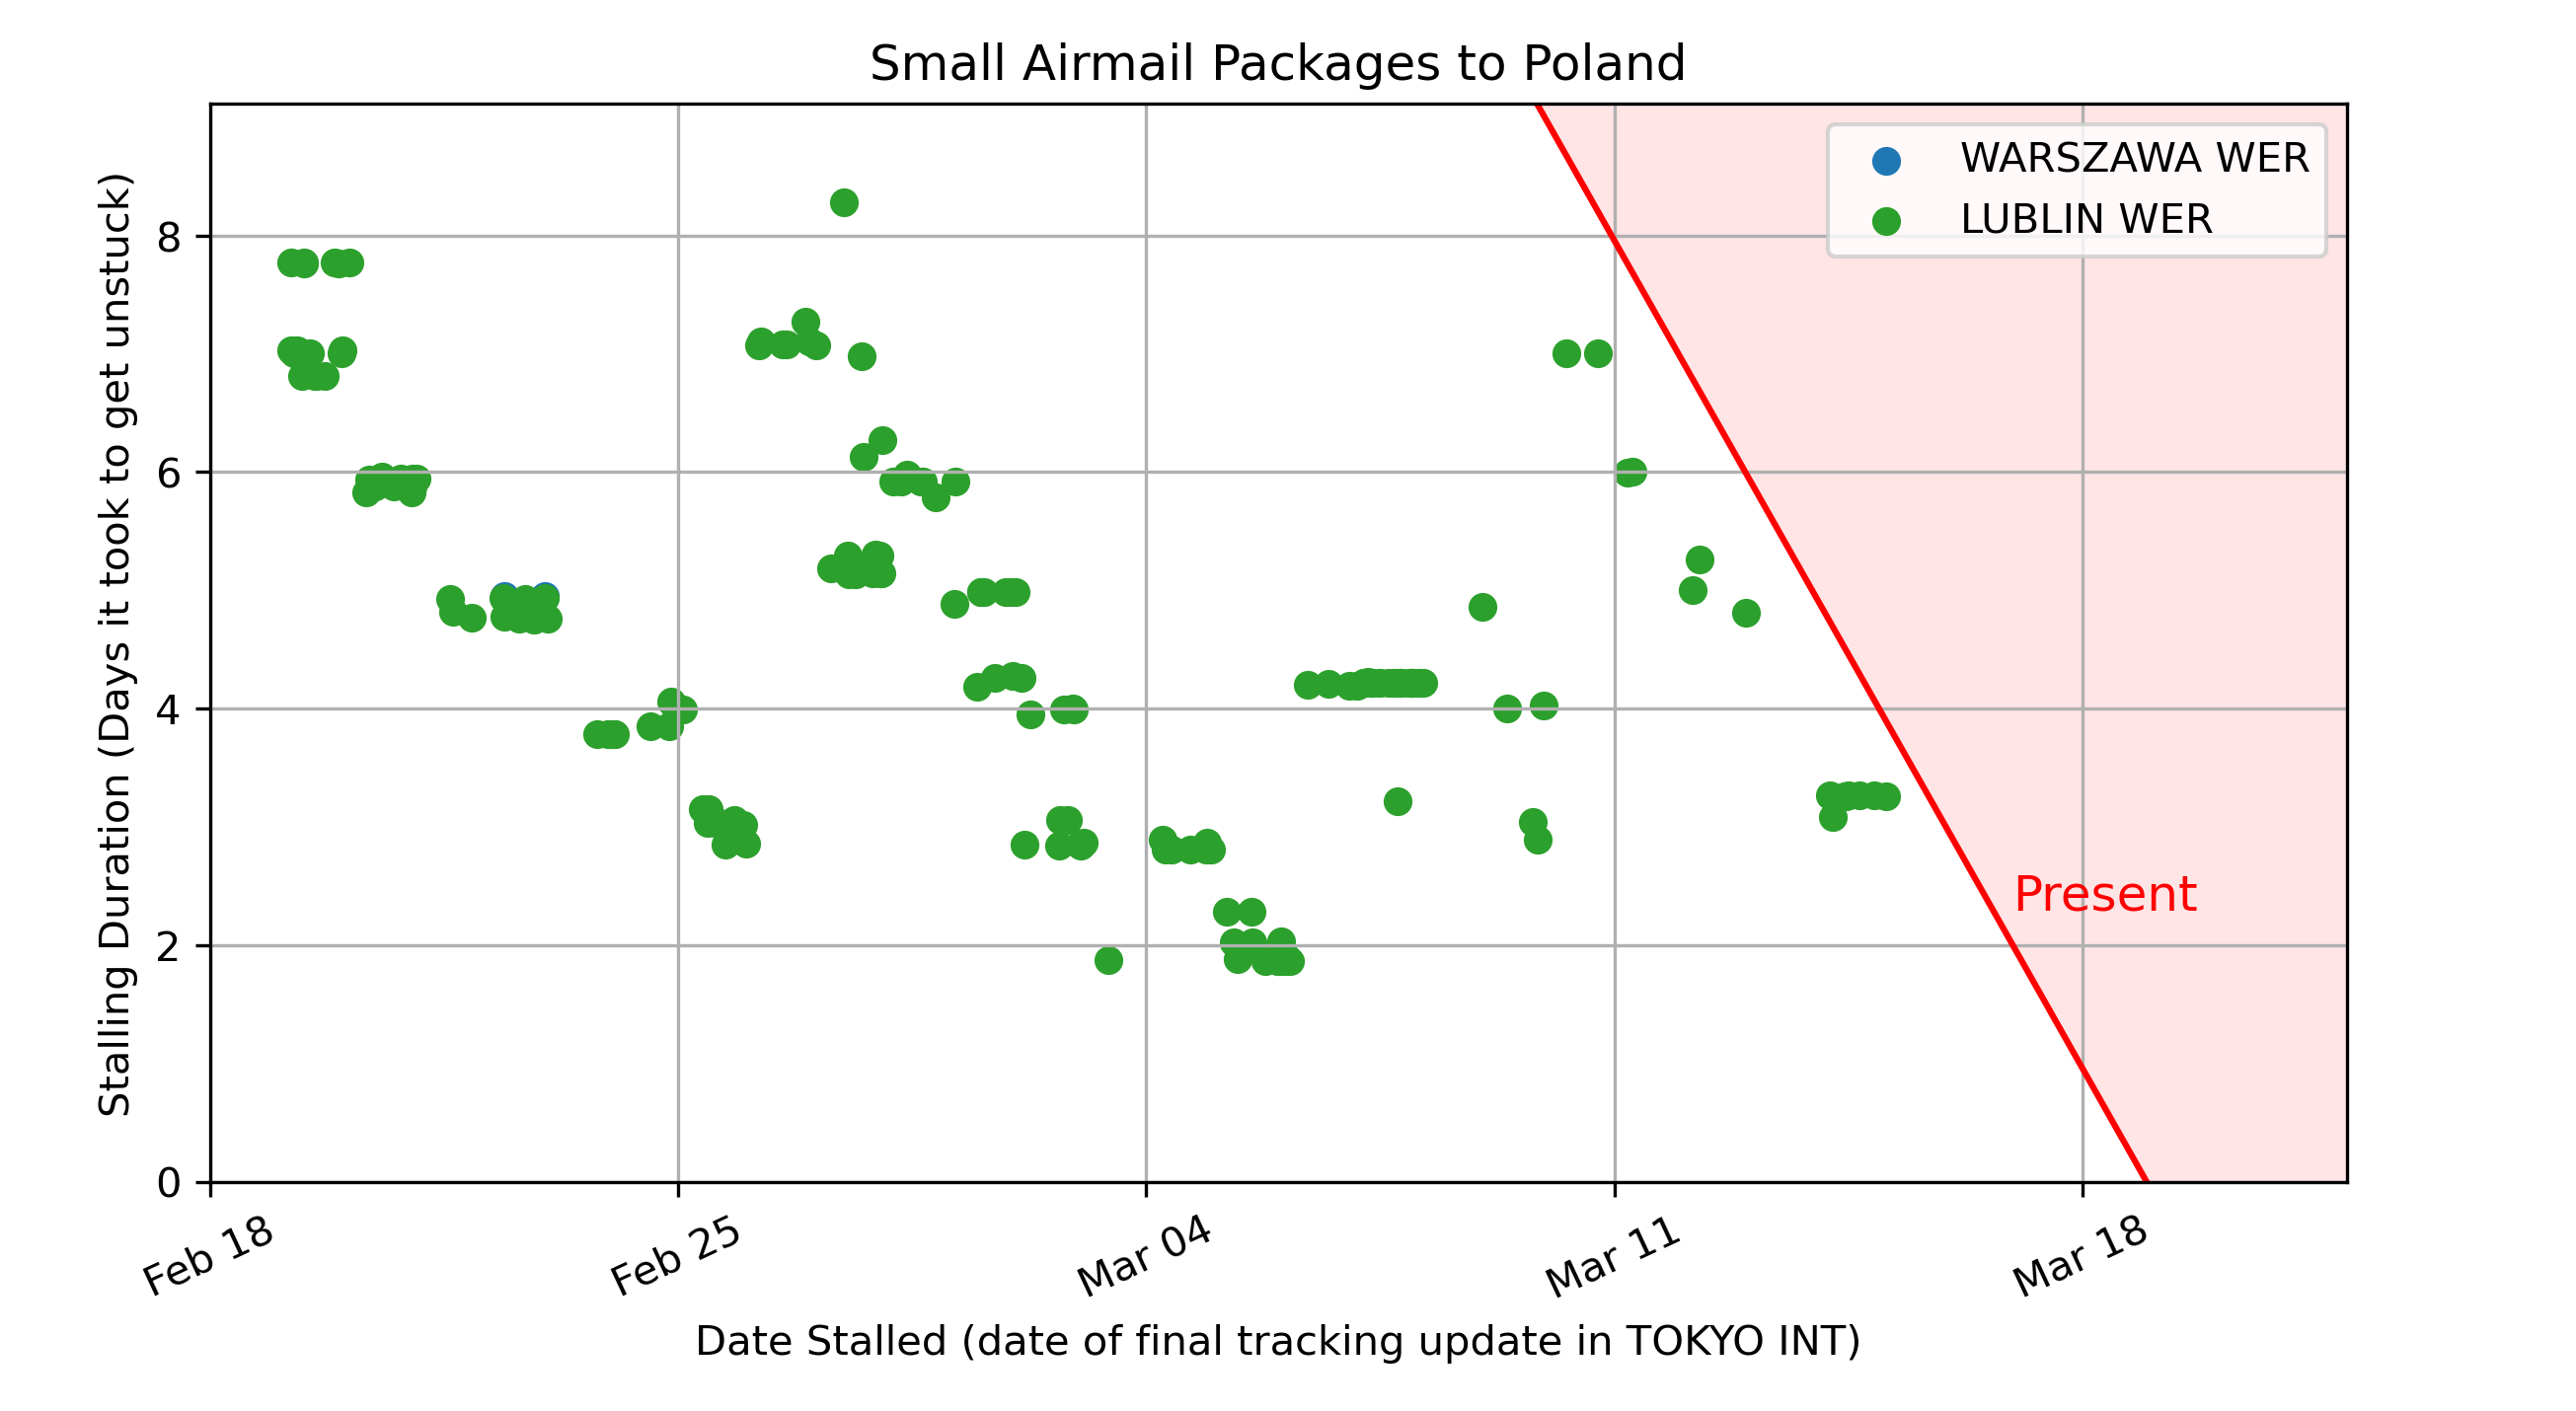 Small Airmail Packages to Poland
Stalling Duration (Days it took to get unstuck)
8
6
4
2
0
WARSZAWA WER
LUBLIN WER
Present
Feb 18
Feb 25
Mar 04
Mar 11
Mar 18
Date Stalled (date of final tracking update in TOKYO INT)